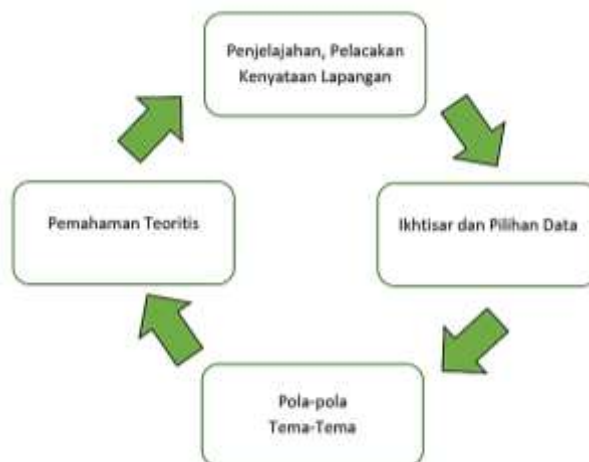 Penjelajahan, Pelacakan
Kenyataan Lapangan
Pemahaman Teoritis
Ikhtisar dan Pilihan Data
Pola-pola
Tema-Tema